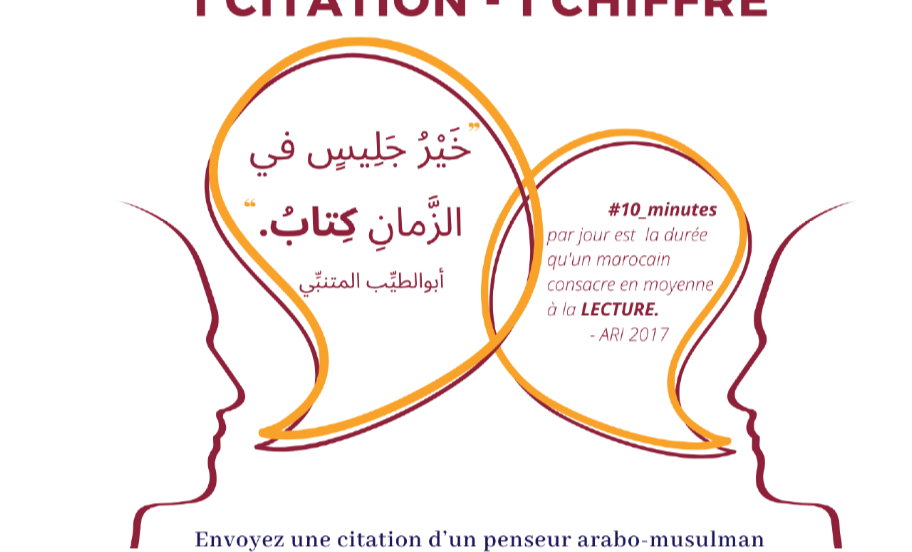 1 CITATION - 1 CHIFFRE
”خَيْرُ جَلِيسٍ في
الزَّمانِ كِتابُ.“
أبوالطيِّب المتنبِّي
#10_minutes
par jour est la durée
qu'un marocain
consacre en moyenne
à la LECTURE.
- ARI 2017
Envoyez une citation d’un penseur arabo-musulman